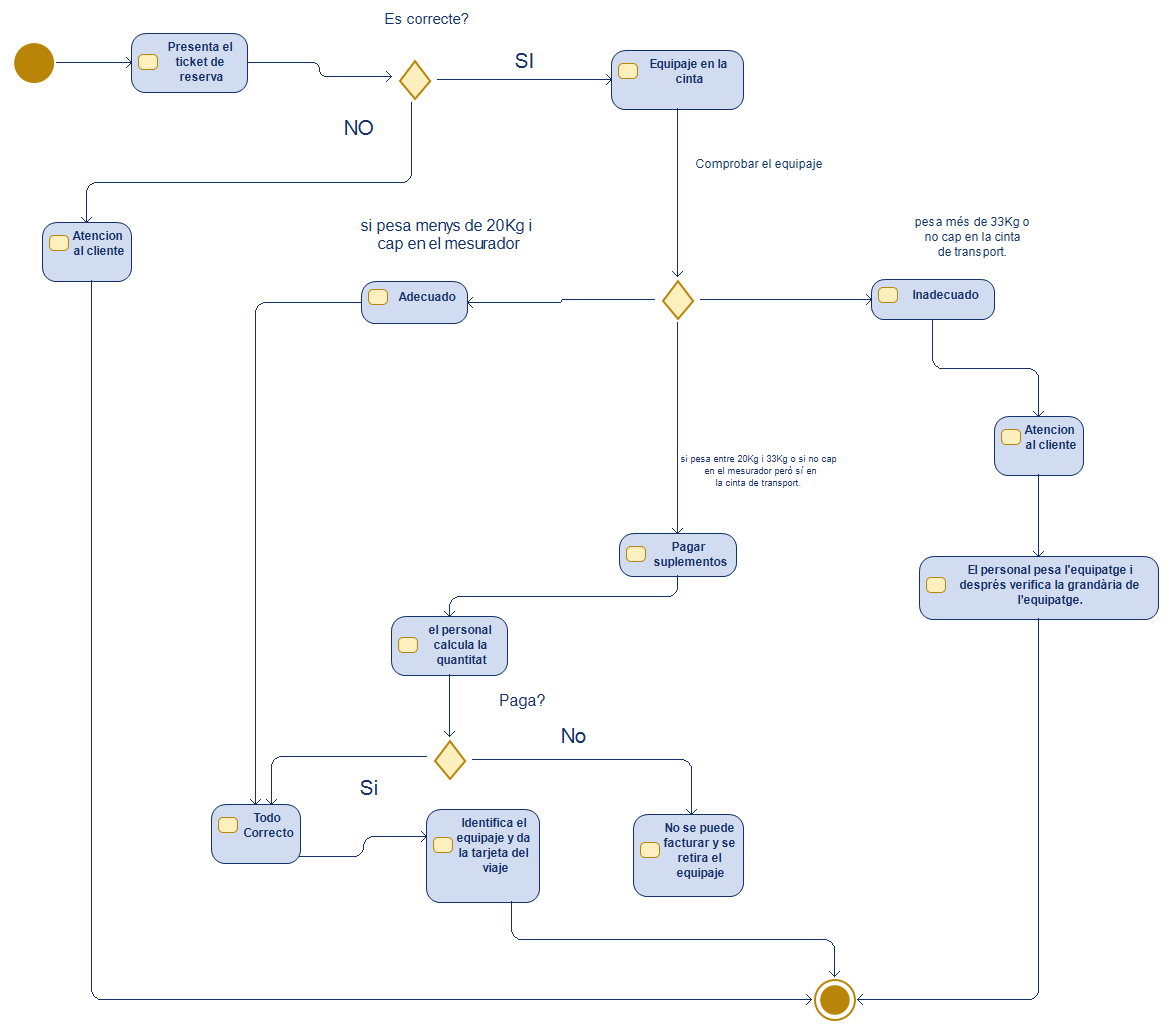 Es correcte?
Presenta el
ticket de
reserva
SI
Equipaje en la
cinta
NO
Comprobar el equipaje
Atencion
al cliente
si pesa menys de 20Kg i
cap en el mesurador
pesa més de 33Kg o
no cap en la cinta
de transport.
Adecuado
Inadecuado
Atencion
al cliente
si pesa entre 20Kg i 33Kg o si no cap
en el mesurador però sí en
la cinta de transport.
Pagar
suplementos
El personal pesa l'equipatge i
després verifica la grandària de
l'equipatge.
el personal
calcula la
quantitat
Paga?
No
Si
Todo
Correcto
Identifica el
equipaje y da
la tarjeta del
viaje
No se puede
facturar y se
retira el
equipaje